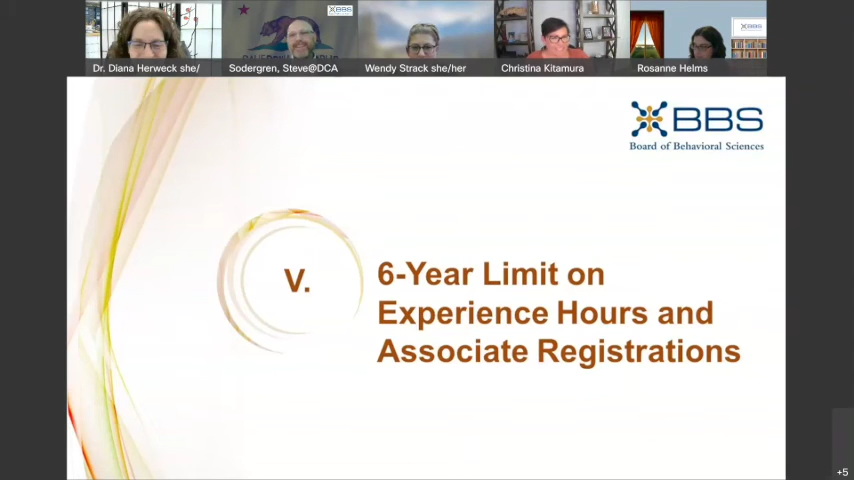 Dr. Diana Herweck she/
Sodergren, Steve@DCA
Wendy Strack she/her
Christina Kitamura
Rosanne Helms
BBS
Board of Behavioral Sciences
V.
6-Year Limit on
Experience Hours and
Associate Registrations
+5